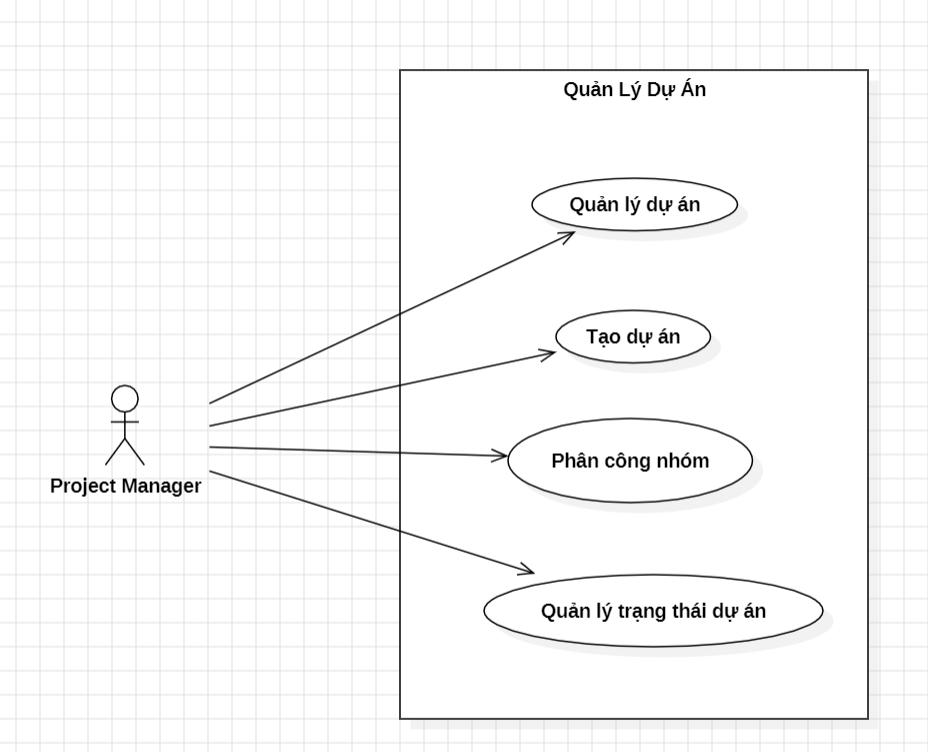 Quản Lý Dự Án
Quản lý dự án
Tạo dự án
Phân công nhóm
Project Manager
Quản lý trạng thái dự án